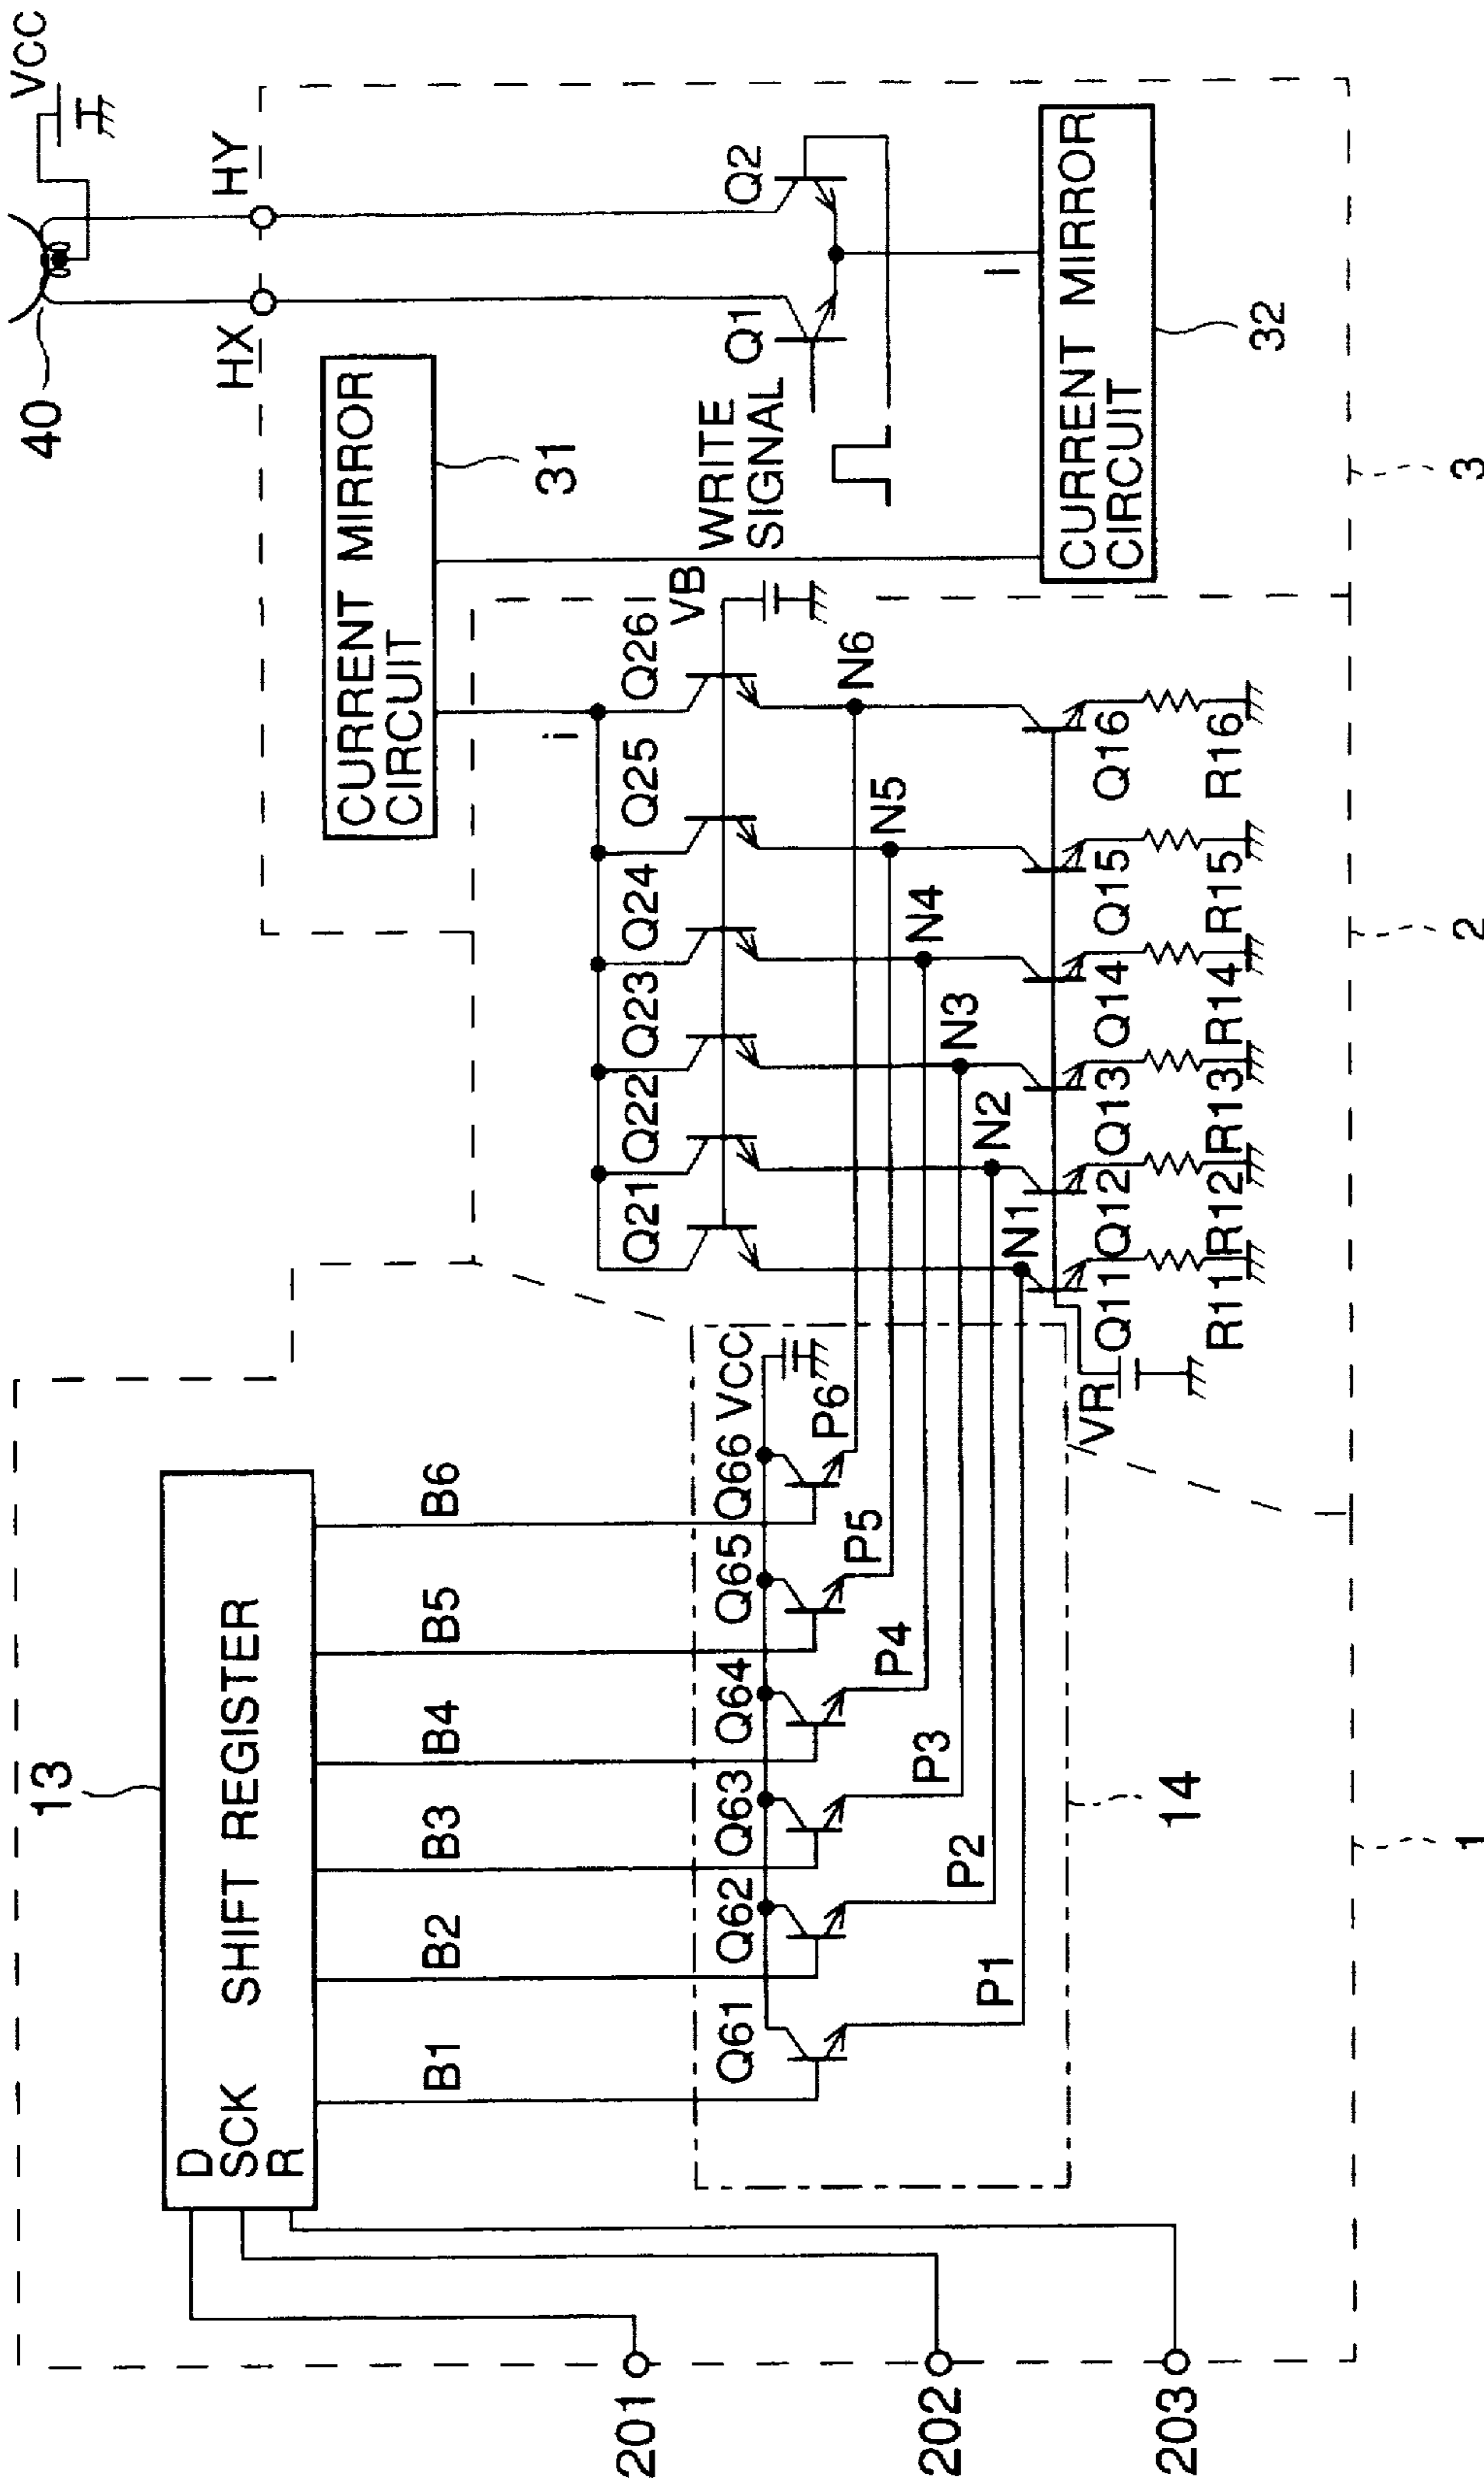 VCC
40
HX
HY
13
D
SCK
R
SHIFT REGISTER
CURRENT MIRROR
CIRCUIT
31
B1
B2
B3
B4
B5
B6
i
Q21
Q22
Q23
Q24
Q25
Q26
VB
WRITE
SIGNAL
Q1
Q2
Q61
Q62
Q63
Q64
Q65
Q66
VCC
P1
P2
P3
P4
P5
P6
N1
N2
N3
N4
N5
N6
i
201
202
203
CURRENT MIRROR
CIRCUIT
32
VR
Q11
Q12
Q13
Q14
Q15
Q16
R11
R12
R13
R14
R15
R16
14
1
2
3